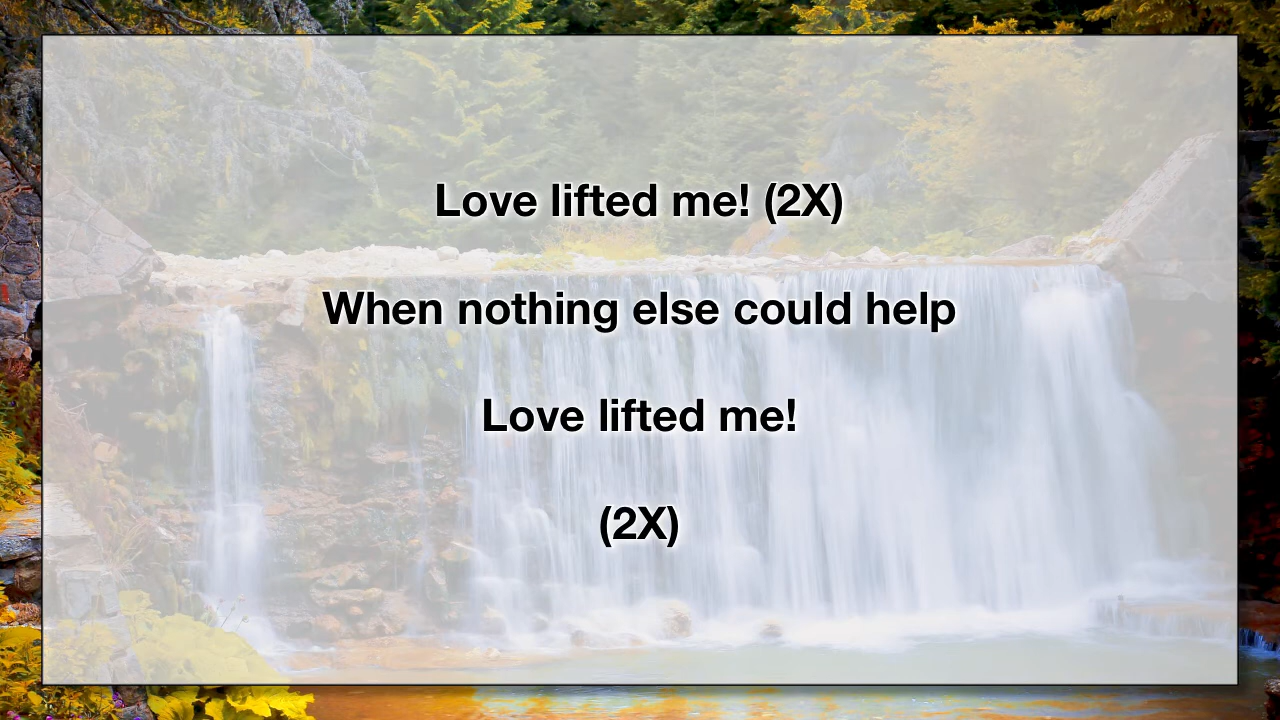 Love lifted me! (2X)
When nothing else could help
Love lifted me!
(2X)